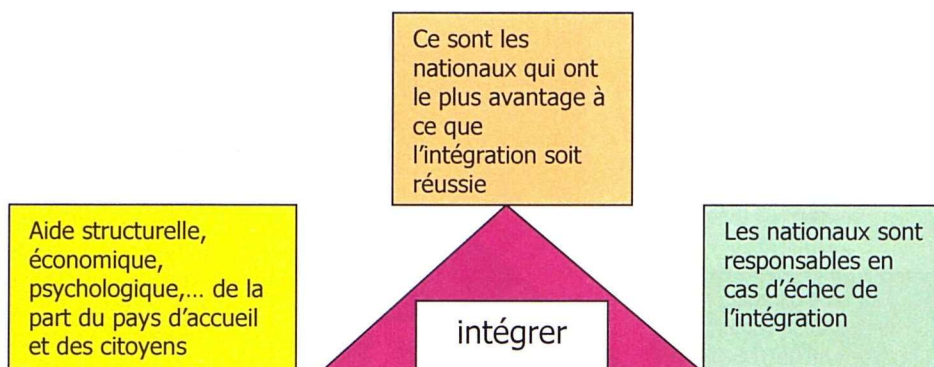 Ce sont les
nationaux qui ont
le plus avantage à
ce que
l'intégration soit
réussie
Aide structurelle,
économique,
psychologique,... de la
part du pays d'accueil
et des citoyens
intégrer
Les nationaux sont
responsables en
cas d'échec de
l'intégration